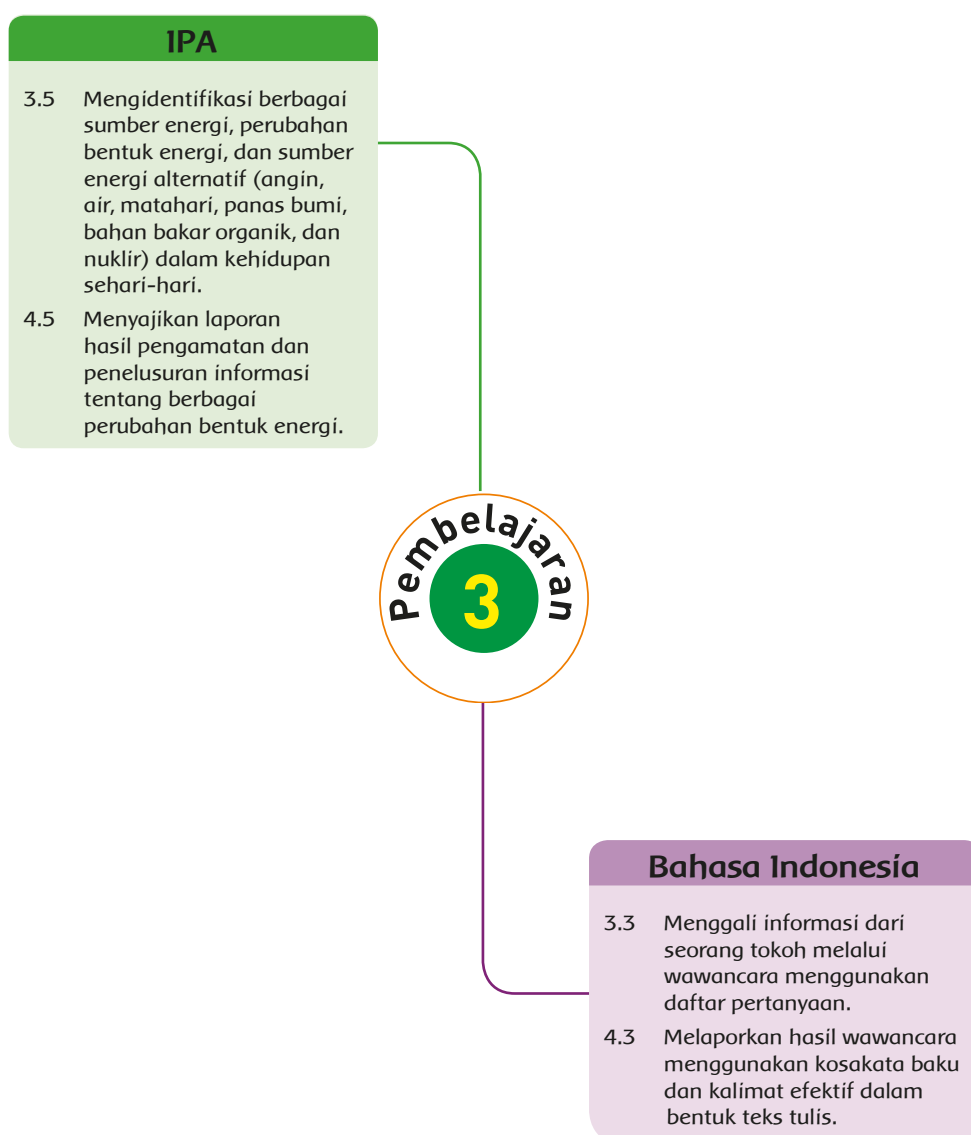 IPA
3.5 Mengidentifikasi berbagai
sumber energi, perubahan
bentuk energi, dan sumber
energi alternatif (angin,
air, matahari, panas bumi,
bahan bakar organik, dan
nuklir) dalam kehidupan
sehari-hari.
4.5 Menyajikan laporan
hasil pengamatan dan
penelusuran informasi
tentang berbagai
perubahan bentuk energi.
Pembelajaran
3
Bahasa Indonesia
3.3 Menggali informasi dari
seorang tokoh melalui
wawancara menggunakan
daftar pertanyaan.
4.3 Melaporkan hasil wawancara
menggunakan kosakata baku
dan kalimat efektif dalam
bentuk teks tulis.